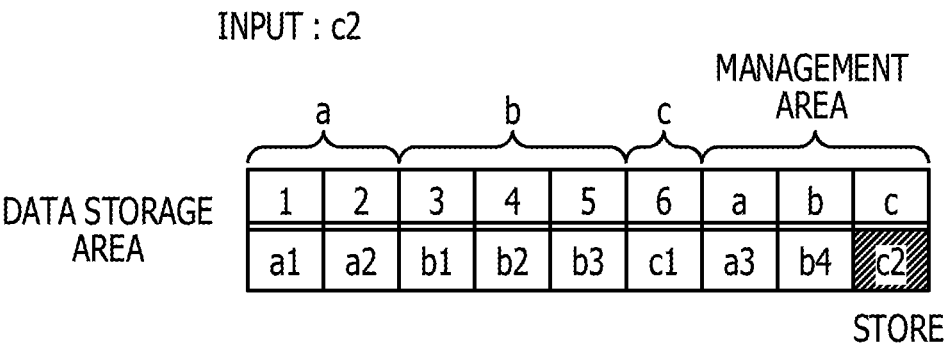 INPUT : c2
MANAGEMENT
AREA
a b c
1 2 3 4 5 6 a b c
DATA STORAGE
AREA
a1 a2 b1 b2 b3 c1 a3 b4 c2
STORE